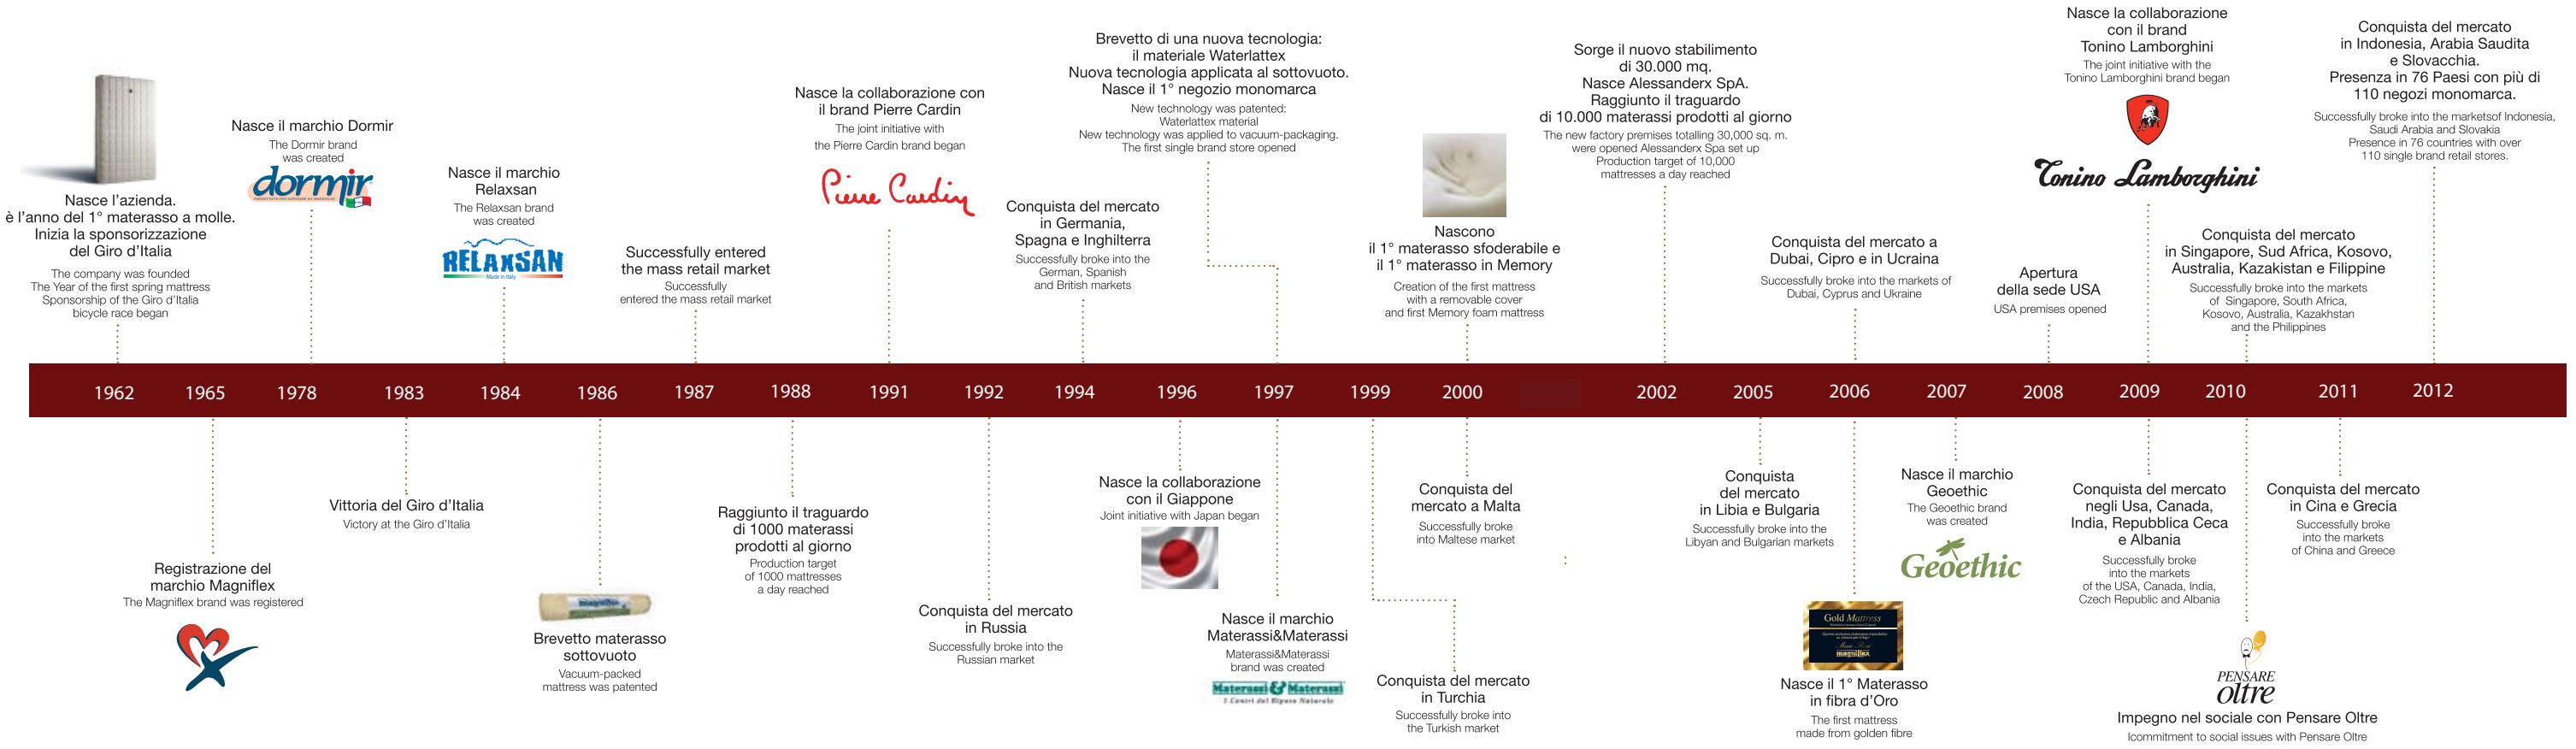 Nasce l'azienda.
è l'anno del 1° materasso a molle.
Inizia la sponsorizzazione
del Giro d'Italia
The company was founded
The Year of the first spring mattress
Sponsorship of the Giro d'Italia
bicycle race began
Nasce il marchio Dormir
The Dormir brand
was created
dormir
Nasce il marchio
Relaxsan
The Relaxsan brand
was created
RELAXSAN
Made in Italy
Successfully entered
the mass retail market
Successfully
entered the mass retail market
Nasce la collaborazione con
il brand Pierre Cardin
The joint initiative with
the Pierre Cardin brand began
Pierre Cardin
Conquista del mercato
in Germania,
Spagna e Inghilterra
Successfully broke into the
German, Spanish
and British markets
Brevetto di una nuova tecnologia:
il materiale Waterlattex
Nuova tecnologia applicata al sottovuoto.
Nasce il 1° negozio monomarca
New technology was patented:
Waterlattex material
New technology was applied to vacuum-packaging.
The first single brand store opened
Nascono
il 1° materasso sfoderabile e
il 1° materasso in Memory
Creation of the first mattress
with a removable cover
and first Memory foam mattress
Sorge il nuovo stabilimento
di 30.000 mq.
Nasce Alessanderx SpA.
Raggiunto il traguardo
di 10.000 materassi prodotti al giorno
The new factory premises totalling 30,000 sq. m.
were opened Alessanderx Spa set up
Production target of 10,000
mattresses a day reached
Conquista del mercato a
Dubai, Cipro e in Ucraina
Successfully broke into the markets of
Dubai, Cyprus and Ukraine
Apertura
della sede USA
USA premises opened
Nasce la collaborazione
con il brand
Tonino Lamborghini
The joint initiative with the
Tonino Lamborghini brand began
Tonino Lamborghini
Conquista del mercato
in Singapore, Sud Africa, Kosovo,
Australia, Kazakistan e Filippine
Successfully broke into the markets
of Singapore, South Africa,
Kosovo, Australia, Kazakhstan
and the Philippines
Conquista del mercato
in Indonesia, Arabia Saudita
e Slovacchia.
Presenza in 76 Paesi con più di
110 negozi monomarca.
Successfully broke into the marketsof Indonesia,
Saudi Arabia and Slovakia
Presence in 76 countries with over
110 single brand retail stores.
1962 1965 1978 1983 1984 1986 1987 1988 1991 1992 1994 1996 1997 1999 2000 2002 2005 2006 2007 2008 2009 2010 2011 2012
Registrazione del
marchio Magniflex
The Magniflex brand was registered
Vittoria del Giro d'Italia
Victory at the Giro d'Italia
magniflex
Brevetto materasso
sottovuoto
Vacuum-packed
mattress was patented
Raggiunto il traguardo
di 1000 materassi
prodotti al giorno
Production target
of 1000 mattresses
a day reached
Conquista del mercato
in Russia
Successfully broke into the
Russian market
Nasce la collaborazione
con il Giappone
Joint initiative with Japan began
Nasce il marchio
Materassi&Materassi
Materassi&Materassi
brand was created
Materassi & Materassi
I Centri del Riposo Naturale
Conquista del mercato
in Turchia
Successfully broke into
the Turkish market
Conquista del
mercato a Malta
Successfully broke
into Maltese market
:
Conquista
del mercato
in Libia e Bulgaria
Successfully broke into the
Libyan and Bulgarian markets
Gold Mattress
magniflex
Nasce il 1° Materasso
in fibra d'Oro
The first mattress
made from golden fibre
Nasce il marchio
Geoethic
The Geoethic brand
was created
Geoethic
Conquista del mercato
negli Usa, Canada,
India, Repubblica Ceca
e Albania
Successfully broke
into the markets
of the USA, Canada, India,
Czech Republic and Albania
PENSARE
oltre
Impegno nel sociale con Pensare Oltre
Icommitment to social issues with Pensare Oltre
Conquista del mercato
in Cina e Grecia
Successfully broke
into the markets
of China and Greece